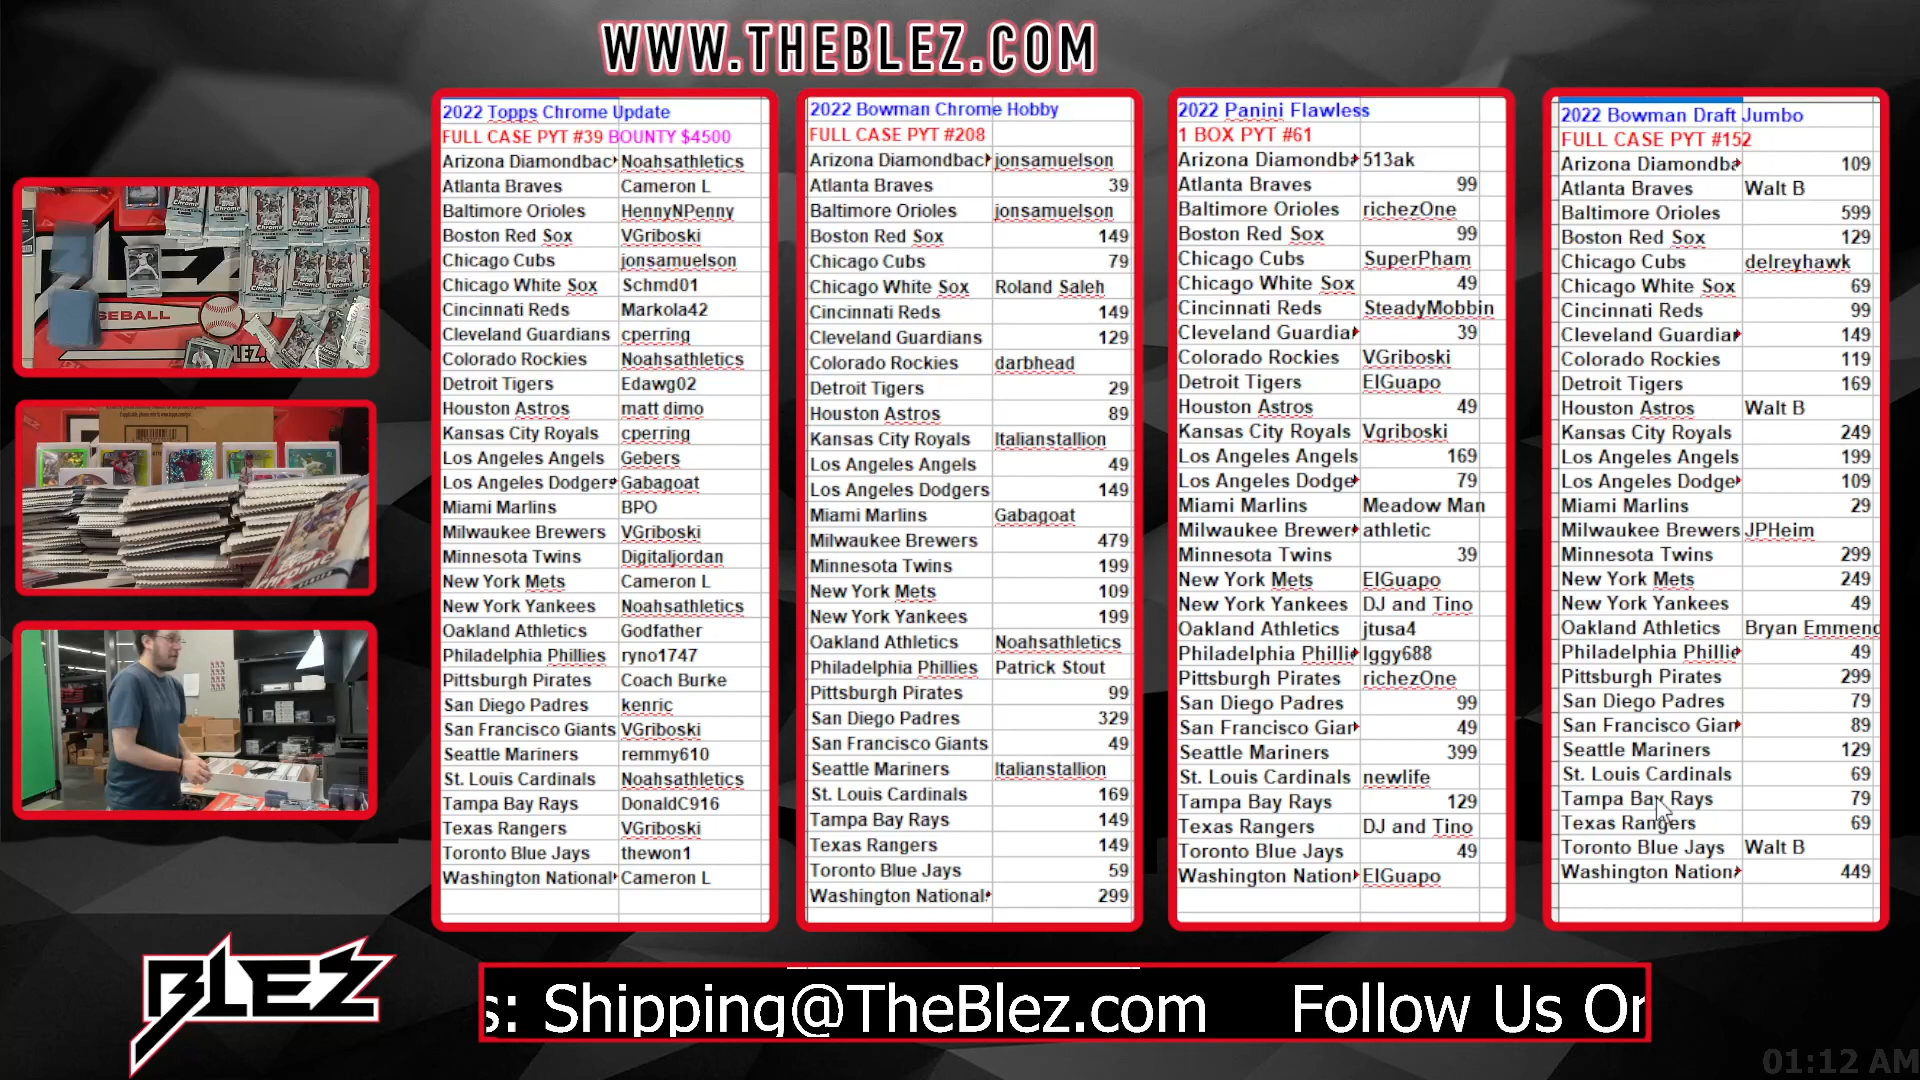 WWW.THEBLEZ.COM
2022 Topps Chrome Update
FULL CASE PYT #39 BOUNTY $4500
Arizona Diamondbac Noahsathletics
Atlanta Braves Cameron L
Baltimore Orioles HennyNPenny
Boston Red Sox VGriboski
Chicago Cubs jonsamuelson
Chicago White Sox Schmd01
Cincinnati Reds Markola42
Cleveland Guardians cperring
Colorado Rockies Noahsathletics
Detroit Tigers Edawg02
Houston Astros matt dimo
Kansas City Royals cperring
Los Angeles Angels Gebers
Los Angeles Dodgers Gabagoat
Miami Marlins BPO
Milwaukee Brewers VGriboski
Minnesota Twins Digitaljordan
New York Mets Cameron L
New York Yankees Noahsathletics
Oakland Athletics Godfather
Philadelphia Phillies ryno1747
Pittsburgh Pirates Coach Burke
San Diego Padres kenric
San Francisco Giants VGriboski
Seattle Mariners remmy610
St. Louis Cardinals Noahsathletics
Tampa Bay Rays DonaldC916
Texas Rangers VGriboski
Toronto Blue Jays thewon1
Washington National Cameron L
2022 Bowman Chrome Hobby
FULL CASE PYT #208
Arizona Diamondbac jonsamuelson
Atlanta Braves 39
Baltimore Orioles jonsamuelson
Boston Red Sox 149
Chicago Cubs 79
Chicago White Sox Roland Saleh
Cincinnati Reds 149
Cleveland Guardians 129
Colorado Rockies darbhead
Detroit Tigers 29
Houston Astros 89
Kansas City Royals Italianstallion
Los Angeles Angels 49
Los Angeles Dodgers 149
Miami Marlins Gabagoat
Milwaukee Brewers 479
Minnesota Twins 199
New York Mets 109
New York Yankees 199
Oakland Athletics Noahsathletics
Philadelphia Phillies Patrick Stout
Pittsburgh Pirates 99
San Diego Padres 329
San Francisco Giants 49
Seattle Mariners Italianstallion
St. Louis Cardinals 169
Tampa Bay Rays 149
Texas Rangers 149
Toronto Blue Jays 59
Washington National 299
2022 Panini Flawless
1 BOX PYT #61
Arizona Diamondba 513ak
Atlanta Braves 99
Baltimore Orioles richezOne
Boston Red Sox 99
Chicago Cubs SuperPham
Chicago White Sox 49
Cincinnati Reds SteadyMobbin
Cleveland Guardia 39
Colorado Rockies VGriboski
Detroit Tigers ElGuapo
Houston Astros 49
Kansas City Royals Vgriboski
Los Angeles Angels 169
Los Angeles Dodge 79
Miami Marlins Meadow Man
Milwaukee Brewer athletic
Minnesota Twins 39
New York Mets ElGuapo
New York Yankees DJ and Tino
Oakland Athletics jtusa4
Philadelphia Phillie Iggy688
Pittsburgh Pirates richezOne
San Diego Padres 99
San Francisco Gian 49
Seattle Mariners 399
St. Louis Cardinals newlife
Tampa Bay Rays 129
Texas Rangers DJ and Tino
Toronto Blue Jays 49
Washington Nation ElGuapo
2022 Bowman Draft Jumbo
FULL CASE PYT #152
Arizona Diamondba 109
Atlanta Braves Walt B
Baltimore Orioles 599
Boston Red Sox 129
Chicago Cubs delreyhawk
Chicago White Sox 69
Cincinnati Reds 99
Cleveland Guardian 149
Colorado Rockies 119
Detroit Tigers 169
Houston Astros Walt B
Kansas City Royals 249
Los Angeles Angels 199
Los Angeles Dodge 109
Miami Marlins 29
Milwaukee Brewers JPHeim
Minnesota Twins 299
New York Mets 249
New York Yankees 49
Oakland Athletics Bryan Emmend
Philadelphia Phillie 49
Pittsburgh Pirates 299
San Diego Padres 79
San Francisco Gian 89
Seattle Mariners 129
St. Louis Cardinals 69
Tampa Bay Rays 79
Texas Rangers 69
Toronto Blue Jays Walt B
Washington Nation 449
SEBALL
BLEZ
s: Shipping@TheBlez.com Follow Us On
01:12 AM